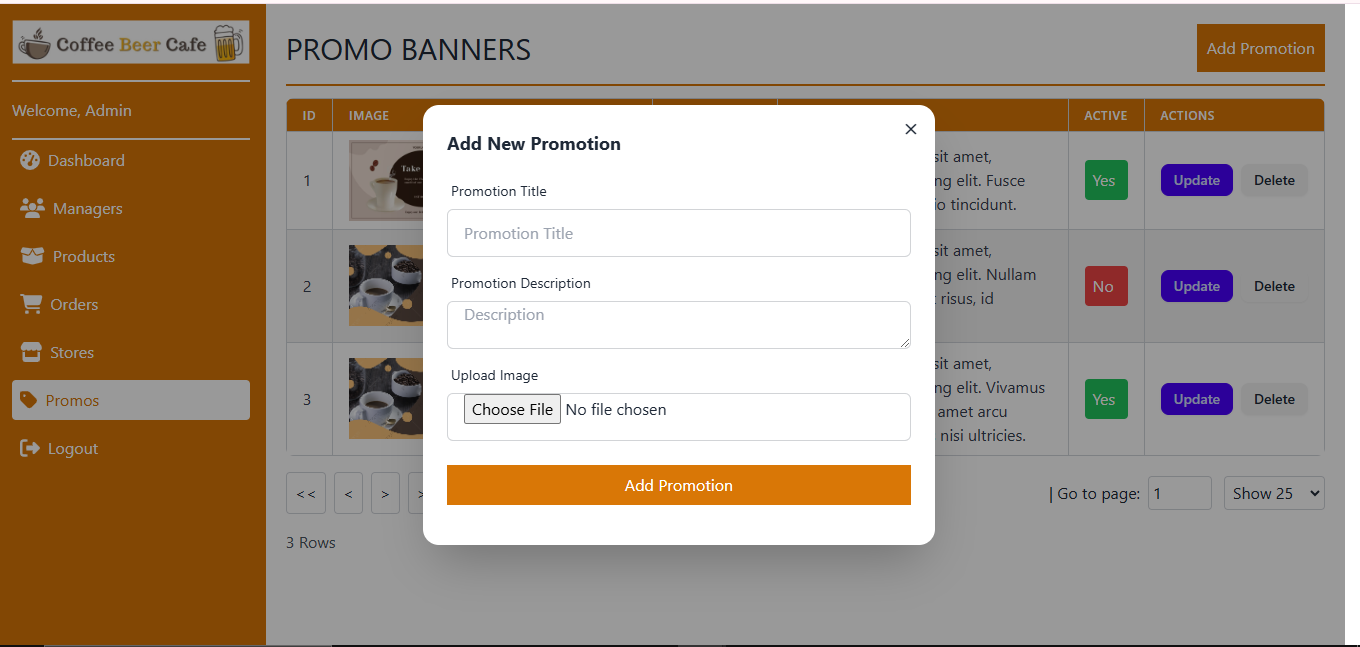 Coffee Beer Cafe
Welcome, Admin
Dashboard
Managers
Products
Orders
Stores
Promos
Logout
PROMO BANNERS
Add Promotion
ID IMAGE ACTIVE ACTIONS
1
Take
sit amet,
ng elit. Fusce
io tincidunt.
Yes Update Delete
2
sit amet,
ng elit. Nullam
risus, id
No Update Delete
3
sit amet,
ng elit. Vivamus
amet arcu
nisi ultricies.
Yes Update Delete
<< < > >
| Go to page: 1 Show 25
3 Rows
Add New Promotion
×
Promotion Title
Promotion Title
Promotion Description
Description
Upload Image
Choose File No file chosen
Add Promotion